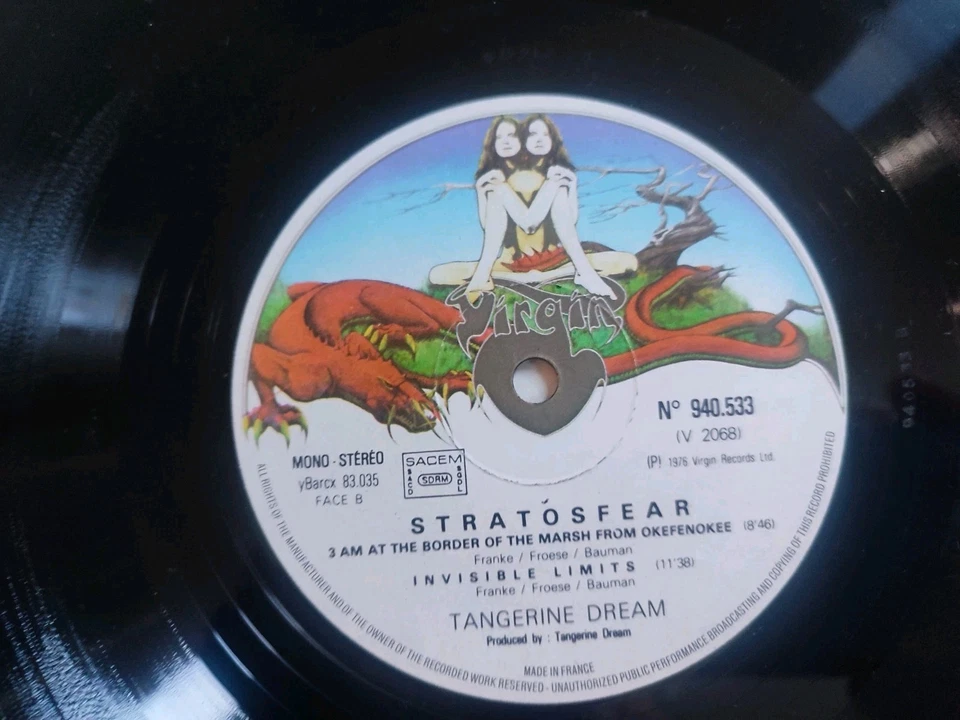 Virgin
N° 940.533
(V 2068)
(P) 1976 Virgin Records Ltd.
MONO - STÉRÉO
yBarcx 83.035
FACE B
SACEM
SACD SDRM SGDL
STRATOSFEAR
3 AM AT THE BORDER OF THE MARSH FROM OKEFENOKEE (8'46)
Franke / Froese / Bauman
INVISIBLE LIMITS (11'38)
Franke / Froese / Bauman
TANGERINE DREAM
Produced by : Tangerine Dream
MADE IN FRANCE
ALL RIGHTS OF THE MANUFACTURER AND OF THE OWNER OF THE RECORDED WORK RESERVED - UNAUTHORIZED PUBLIC PERFORMANCE BROADCASTING AND COPYING OF THIS RECORD PROHIBITED
940533 B